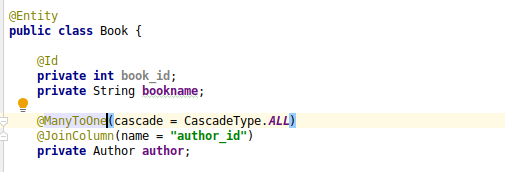 @Entity
public class Book {
@Id
private int book_id;
private String bookname;
@ManyToOne(cascade = CascadeType.ALL)
@JoinColumn(name = "author_id")
private Author author;